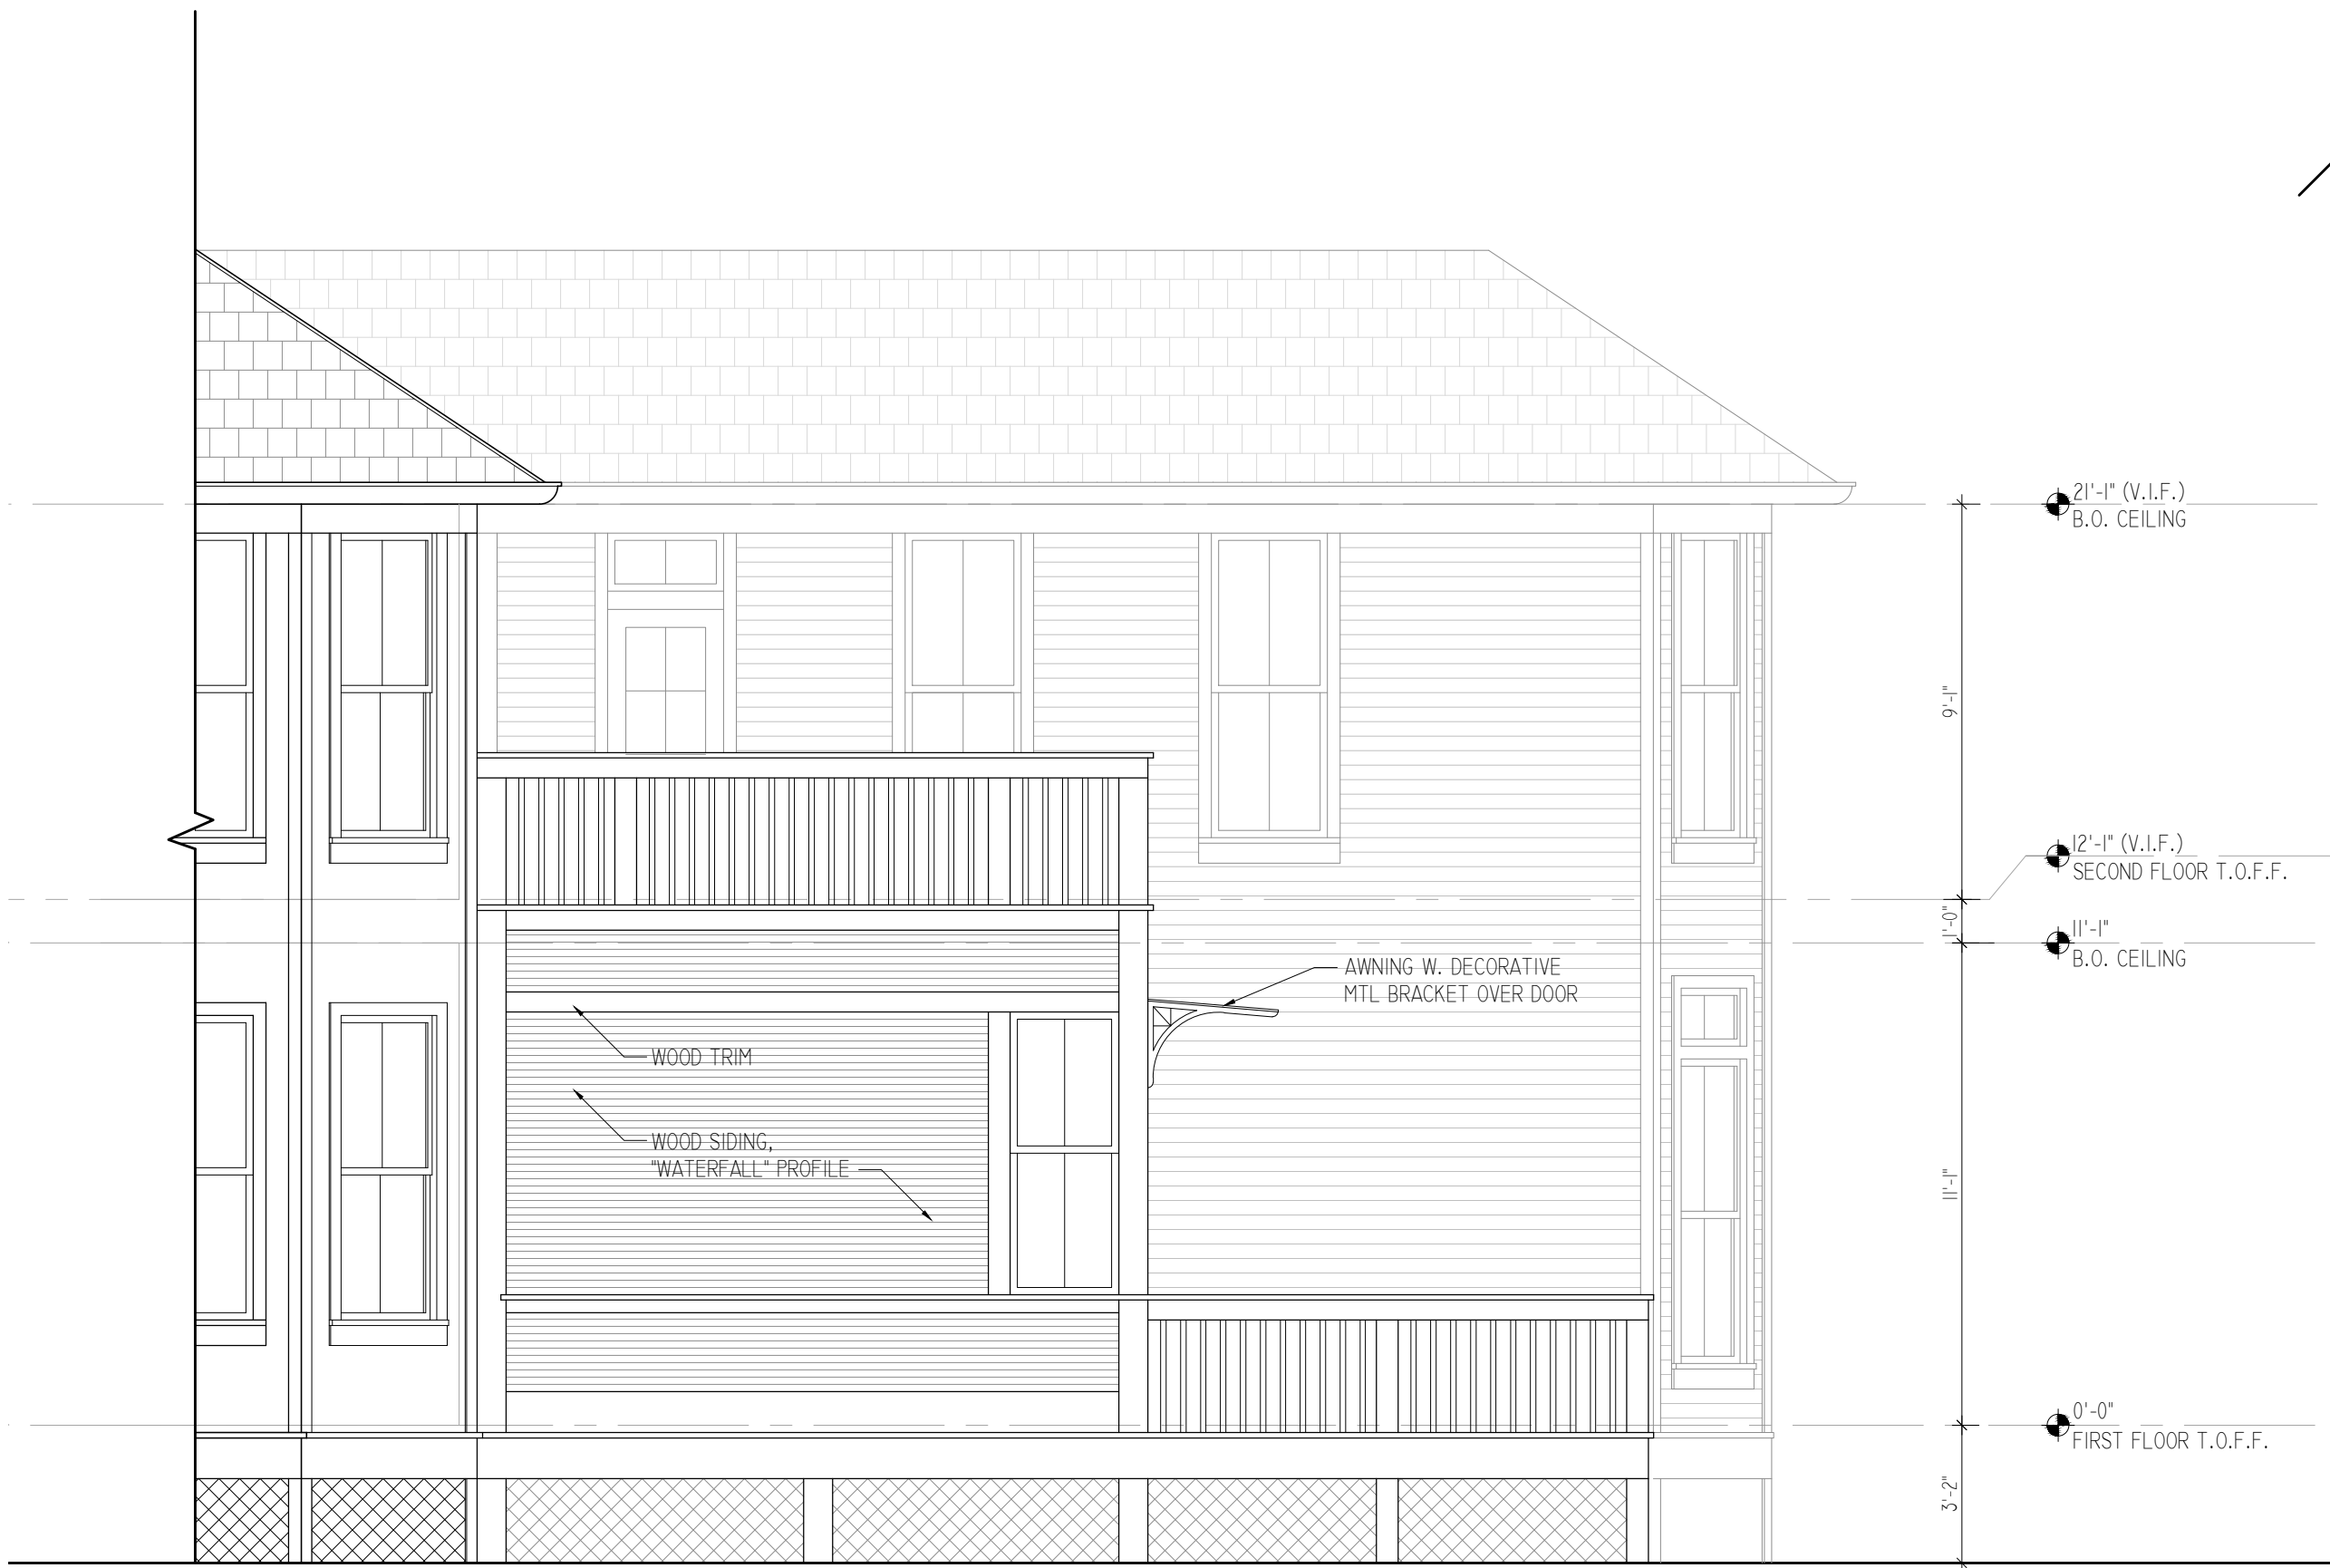 21'-1" (V.I.F.)
B.O. CEILING
9'-1"
12'-1" (V.I.F.)
SECOND FLOOR T.O.F.F.
1'-0"
11'-1"
B.O. CEILING
AWNING W. DECORATIVE
MTL BRACKET OVER DOOR
WOOD TRIM
WOOD SIDING,
"WATERFALL" PROFILE
11'-1"
0'-0"
FIRST FLOOR T.O.F.F.
3'-2"